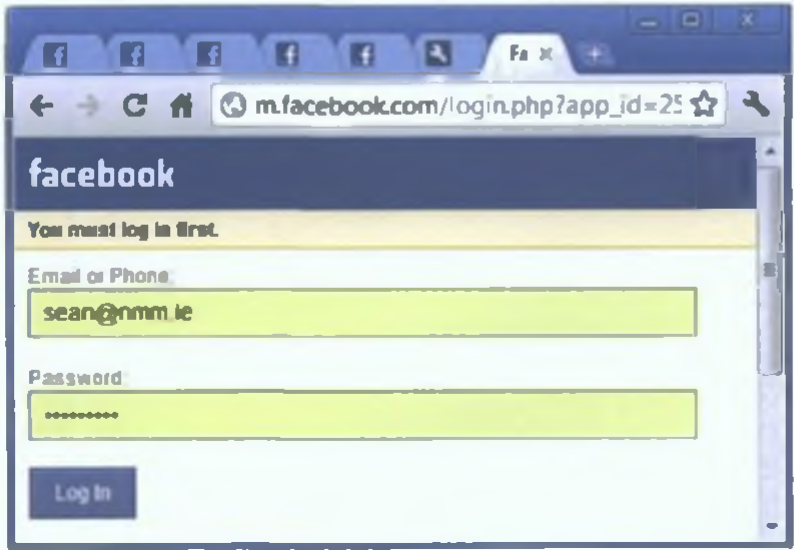 Fa
m.facebook.com/login.php?app_id=25
facebook
You must log in first.
Email or Phone:
sean@nmm.ie
Password:
•••••••••
Log In